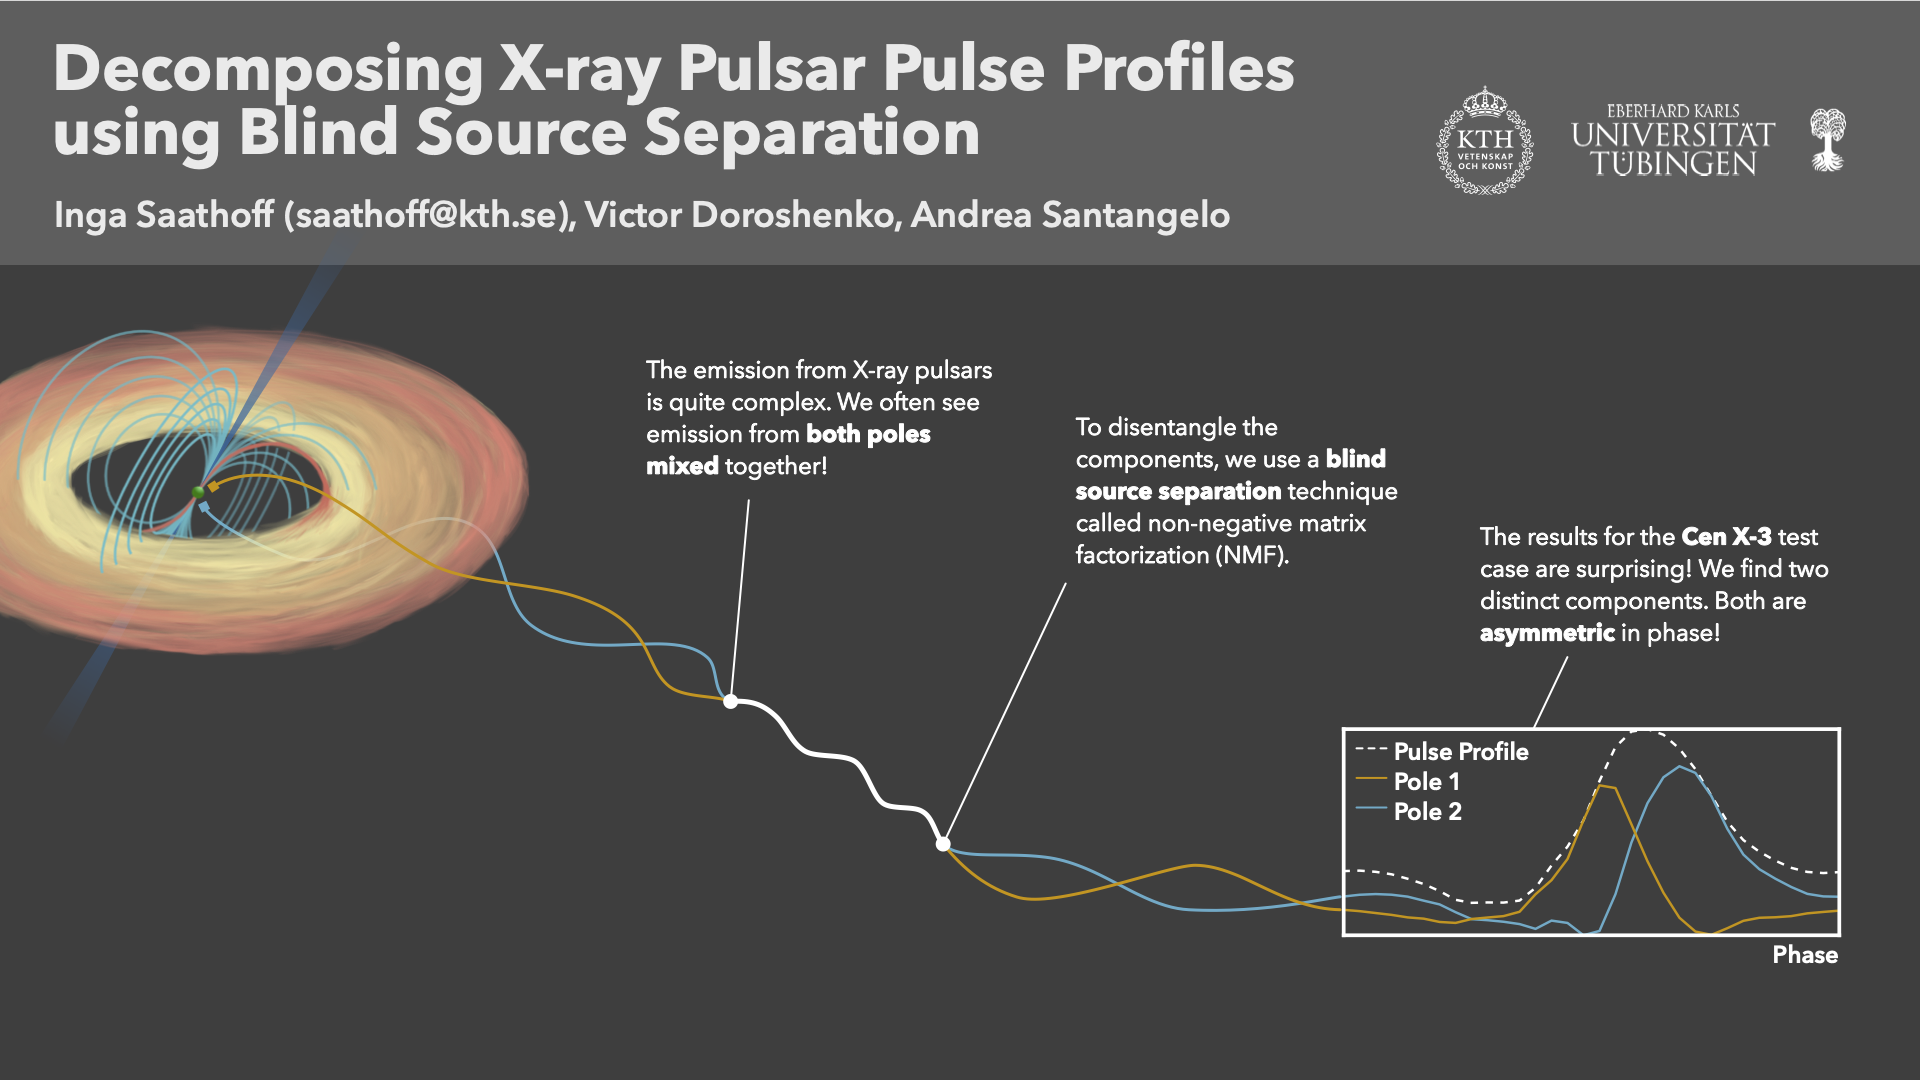 Decomposing X-ray Pulsar Pulse Profiles
using Blind Source Separation
Inga Saathoff (saathoff@kth.se), Victor Doroshenko, Andrea Santangelo
KTH
VETENSKAP
OCH KONST
EBERHARD KARLS
UNIVERSITÄT
TÜBINGEN
The emission from X-ray pulsars
is quite complex. We often see
emission from both poles
mixed together!
To disentangle the
components, we use a blind
source separation technique
called non-negative matrix
factorization (NMF).
The results for the Cen X-3 test
case are surprising! We find two
distinct components. Both are
asymmetric in phase!
Pulse Profile
Pole 1
Pole 2
Phase